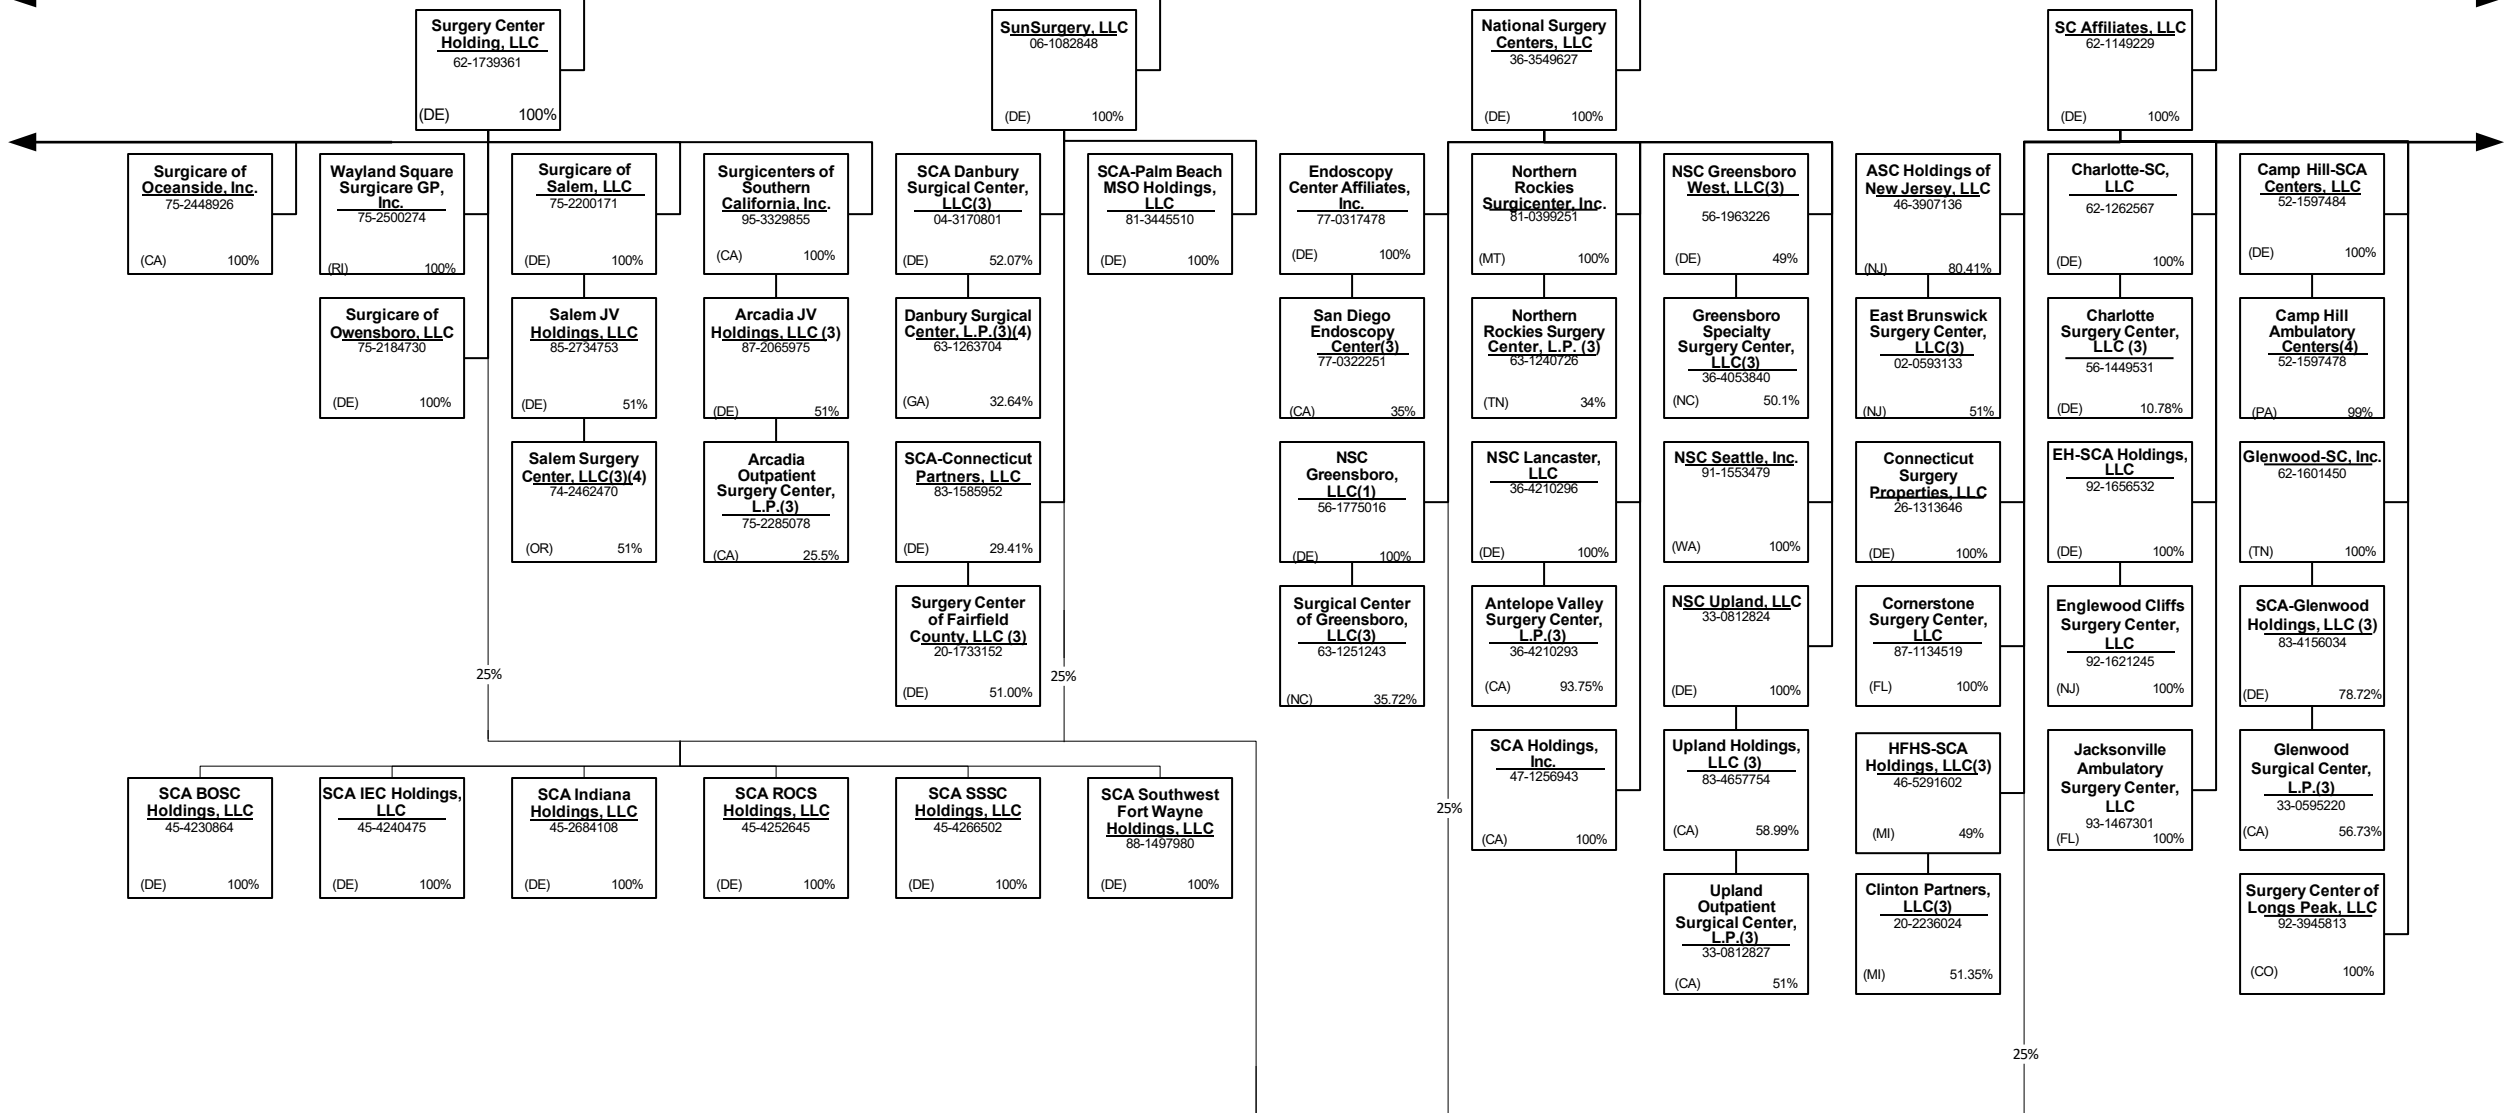 Surgery Center
Holding, LLC
62-1739361
(DE) 100%
SunSurgery, LLC
06-1082848
(DE) 100%
National Surgery
Centers, LLC
36-3549627
(DE) 100%
SC Affiliates, LLC
62-1149229
(DE) 100%
Surgicare of
Oceanside, Inc.
75-2448926
(CA) 100%
Wayland Square
Surgicare GP,
Inc.
75-2500274
(RI) 100%
Surgicare of
Salem, LLC
75-2200171
(DE) 100%
Surgicenters of
Southern
California, Inc.
95-3329855
(CA) 100%
SCA Danbury
Surgical Center,
LLC(3)
04-3170801
(DE) 52.07%
SCA-Palm Beach
MSO Holdings,
LLC
81-3445510
(DE) 100%
Endoscopy
Center Affiliates,
Inc.
77-0317478
(DE) 100%
Northern
Rockies
Surgicenter, Inc.
81-0399251
(MT) 100%
NSC Greensboro
West, LLC(3)
56-1963226
(DE) 49%
ASC Holdings of
New Jersey, LLC
46-3907136
(NJ) 80.41%
Charlotte-SC,
LLC
62-1262567
(DE) 100%
Camp Hill-SCA
Centers, LLC
52-1597484
(DE) 100%
Surgicare of
Owensboro, LLC
75-2184730
(DE) 100%
Salem JV
Holdings, LLC
85-2734753
(DE) 51%
Arcadia JV
Holdings, LLC (3)
87-2065975
(DE) 51%
Danbury Surgical
Center, L.P.(3)(4)
63-1263704
(GA) 32.64%
San Diego
Endoscopy
Center(3)
77-0322251
(CA) 35%
Northern
Rockies Surgery
Center, L.P. (3)
63-1240726
(TN) 34%
Greensboro
Specialty
Surgery Center,
LLC(3)
36-4053840
(NC) 50.1%
East Brunswick
Surgery Center,
LLC(3)
02-0593133
(NJ) 51%
Charlotte
Surgery Center,
LLC (3)
56-1449531
(DE) 10.78%
Camp Hill
Ambulatory
Centers(4)
52-1597478
(PA) 99%
Salem Surgery
Center, LLC(3)(4)
74-2462470
(OR) 51%
Arcadia
Outpatient
Surgery Center,
L.P.(3)
75-2285078
(CA) 25.5%
SCA-Connecticut
Partners, LLC
83-1585952
(DE) 29.41%
NSC
Greensboro,
LLC(1)
56-1775016
(DE) 100%
NSC Lancaster,
LLC
36-4210296
(DE) 100%
NSC Seattle, Inc.
91-1553479
(WA) 100%
Connecticut
Surgery
Properties, LLC
26-1313646
(DE) 100%
EH-SCA Holdings,
LLC
92-1656532
(DE) 100%
Glenwood-SC, Inc.
62-1601450
(TN) 100%
Surgery Center
of Fairfield
County, LLC (3)
20-1733152
(DE) 51.00%
Surgical Center
of Greensboro,
LLC(3)
63-1251243
(NC) 35.72%
Antelope Valley
Surgery Center,
L.P.(3)
36-4210293
(CA) 93.75%
NSC Upland, LLC
33-0812824
(DE) 100%
Cornerstone
Surgery Center,
LLC
87-1134519
(FL) 100%
Englewood Cliffs
Surgery Center,
LLC
92-1621245
(NJ) 100%
SCA-Glenwood
Holdings, LLC (3)
83-4156034
(DE) 78.72%
25%
25%
SCA BOSC
Holdings, LLC
45-4230864
(DE) 100%
SCA IEC Holdings,
LLC
45-4240475
(DE) 100%
SCA Indiana
Holdings, LLC
45-2684108
(DE) 100%
SCA ROCS
Holdings, LLC
45-4252645
(DE) 100%
SCA SSSC
Holdings, LLC
45-4266502
(DE) 100%
SCA Southwest
Fort Wayne
Holdings, LLC
88-1497980
(DE) 100%
25%
SCA Holdings,
Inc.
47-1256943
(CA) 100%
Upland Holdings,
LLC (3)
83-4657754
(CA) 58.99%
HFHS-SCA
Holdings, LLC(3)
46-5291602
(MI) 49%
Jacksonville
Ambulatory
Surgery Center,
LLC
93-1467301
(FL) 100%
Glenwood
Surgical Center,
L.P.(3)
33-0595220
(CA) 56.73%
Upland
Outpatient
Surgical Center,
L.P.(3)
33-0812827
(CA) 51%
Clinton Partners,
LLC(3)
20-2236024
(MI) 51.35%
Surgery Center of
Longs Peak, LLC
92-3945813
(CO) 100%
25%